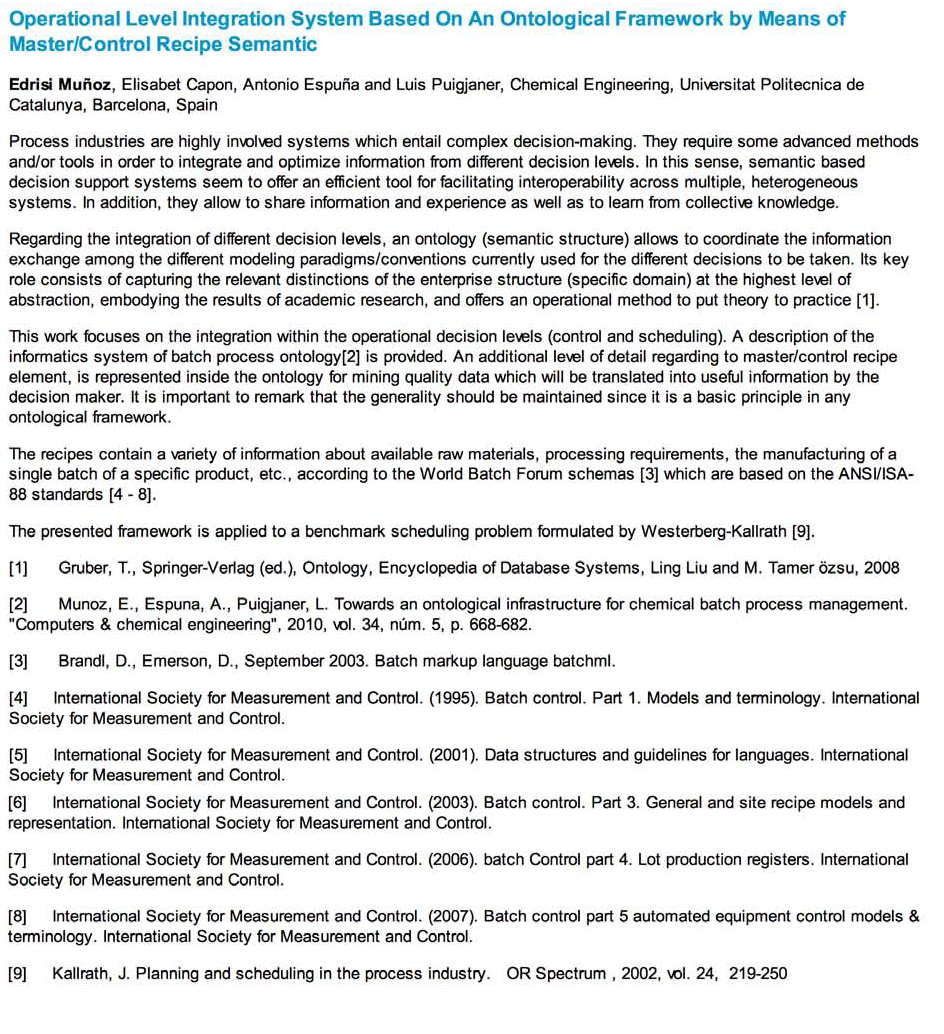 Operational Level Integration System Based On An Ontological Framework by Means of
Master/Control Recipe Semantic
Edrisi Muñoz, Elisabet Capon, Antonio Espuña and Luis Puigjaner, Chemical Engineering, Universitat Politecnica de
Catalunya, Barcelona, Spain
Process industries are highly involved systems which entail complex decision-making. They require some advanced methods
and/or tools in order to integrate and optimize information from different decision levels. In this sense, semantic based
decision support systems seem to offer an efficient tool for facilitating interoperability across multiple, heterogeneous
systems. In addition, they allow to share information and experience as well as to learn from collective knowledge.
Regarding the integration of different decision levels, an ontology (semantic structure) allows to coordinate the information
exchange among the different modeling paradigms/conventions currently used for the different decisions to be taken. Its key
role consists of capturing the relevant distinctions of the enterprise structure (specific domain) at the highest level of
abstraction, embodying the results of academic research, and offers an operational method to put theory to practice [1].
This work focuses on the integration within the operational decision levels (control and scheduling). A description of the
informatics system of batch process ontology[2] is provided. An additional level of detail regarding to master/control recipe
element, is represented inside the ontology for mining quality data which will be translated into useful information by the
decision maker. It is important to remark that the generality should be maintained since it is a basic principle in any
ontological framework.
The recipes contain a variety of information about available raw materials, processing requirements, the manufacturing of a
single batch of a specific product, etc., according to the World Batch Forum schemas [3] which are based on the ANSI/ISA-
88 standards [4 - 8].
The presented framework is applied to a benchmark scheduling problem formulated by Westerberg-Kallrath [9].
[1] Gruber, T., Springer-Verlag (ed.), Ontology, Encyclopedia of Database Systems, Ling Liu and M. Tamer özsu, 2008
[2] Munoz, E., Espuna, A., Puigjaner, L. Towards an ontological infrastructure for chemical batch process management.
"Computers & chemical engineering", 2010, vol. 34, núm. 5, p. 668-682.
[3] Brandl, D., Emerson, D., September 2003. Batch markup language batchml.
[4] International Society for Measurement and Control. (1995). Batch control. Part 1. Models and terminology. International
Society for Measurement and Control.
[5] International Society for Measurement and Control. (2001). Data structures and guidelines for languages. International
Society for Measurement and Control.
[6] International Society for Measurement and Control. (2003). Batch control. Part 3. General and site recipe models and
representation. International Society for Measurement and Control.
[7] International Society for Measurement and Control. (2006). batch Control part 4. Lot production registers. International
Society for Measurement and Control.
[8] International Society for Measurement and Control. (2007). Batch control part 5 automated equipment control models &
terminology. International Society for Measurement and Control.
[9] Kallrath, J. Planning and scheduling in the process industry. OR Spectrum , 2002, vol. 24, 219-250